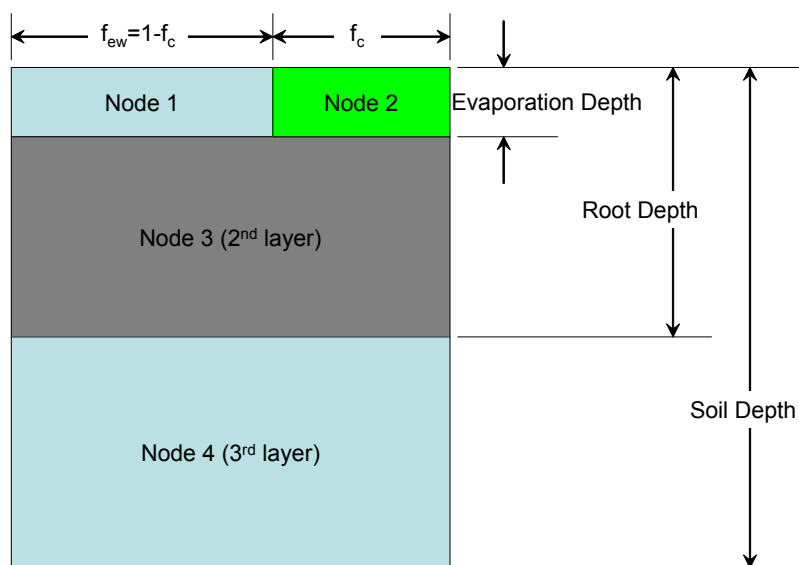 f_ew=1-f_c
f_c
Node 1
Node 2
Evaporation Depth
Root Depth
Node 3 (2nd layer)
Soil Depth
Node 4 (3rd layer)